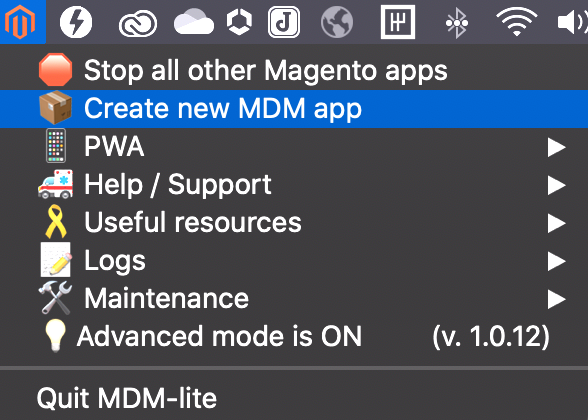 Stop all other Magento apps
Create new MDM app
PWA
Help / Support
Useful resources
Logs
Maintenance
Advanced mode is ON (v. 1.0.12)
Quit MDM-lite